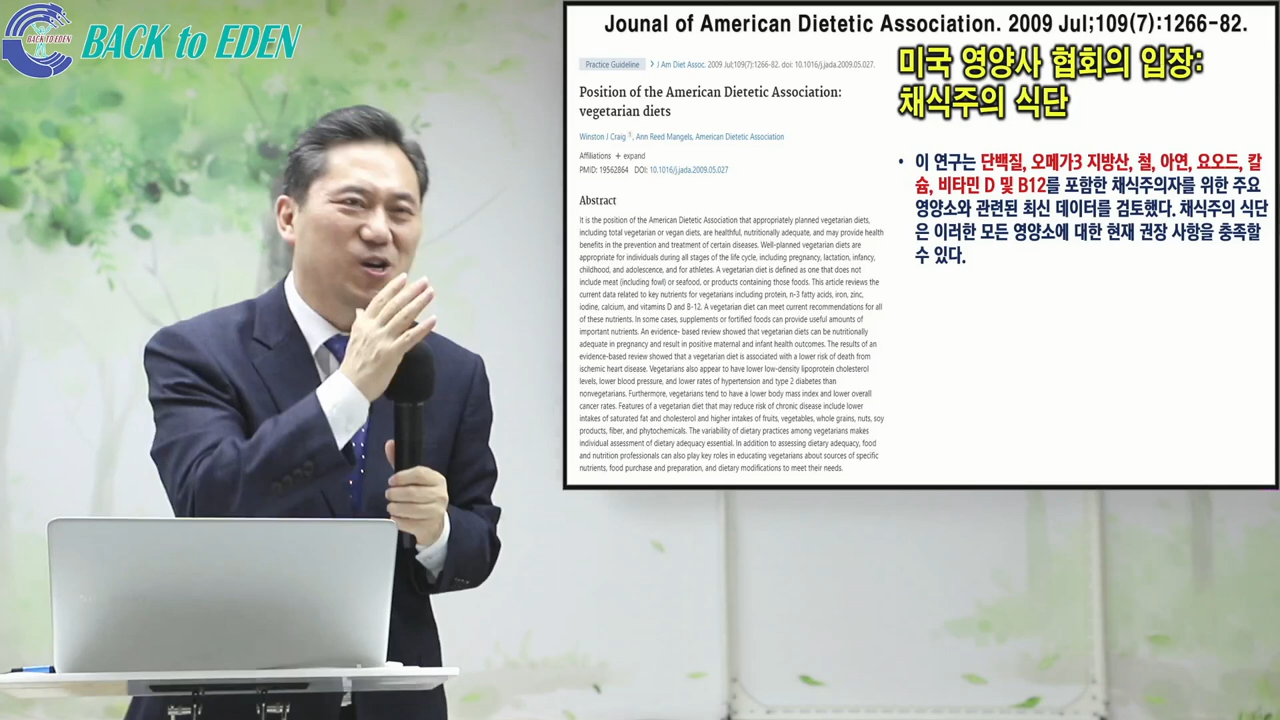 BACK TO EDEN
BACK to EDEN
Jounal of American Dietetic Association. 2009 Jul;109(7):1266-82.
Practice Guideline > J Am Diet Assoc. 2009 Jul;109(7):1266-82. doi: 10.1016/j.jada.2009.05.027.
Position of the American Dietetic Association:
vegetarian diets
Winston J Craig 1, Ann Reed Mangels, American Dietetic Association
Affiliations + expand
PMID: 19562864 DOI: 10.1016/j.jada.2009.05.027
Abstract
It is the position of the American Dietetic Association that appropriately planned vegetarian diets,
including total vegetarian or vegan diets, are healthful, nutritionally adequate, and may provide health
benefits in the prevention and treatment of certain diseases. Well-planned vegetarian diets are
appropriate for individuals during all stages of the life cycle, including pregnancy, lactation, infancy,
childhood, and adolescence, and for athletes. A vegetarian diet is defined as one that does not
include meat (including fowl) or seafood, or products containing those foods. This article reviews the
current data related to key nutrients for vegetarians including protein, n-3 fatty acids, iron, zinc,
iodine, calcium, and vitamins D and B-12. A vegetarian diet can meet current recommendations for all
of these nutrients. In some cases, supplements or fortified foods can provide useful amounts of
important nutrients. An evidence- based review showed that vegetarian diets can be nutritionally
adequate in pregnancy and result in positive maternal and infant health outcomes. The results of an
evidence-based review showed that a vegetarian diet is associated with a lower risk of death from
ischemic heart disease. Vegetarians also appear to have lower low-density lipoprotein cholesterol
levels, lower blood pressure, and lower rates of hypertension and type 2 diabetes than
nonvegetarians. Furthermore, vegetarians tend to have a lower body mass index and lower overall
cancer rates. Features of a vegetarian diet that may reduce risk of chronic disease include lower
intakes of saturated fat and cholesterol and higher intakes of fruits, vegetables, whole grains, nuts, soy
products, fiber, and phytochemicals. The variability of dietary practices among vegetarians makes
individual assessment of dietary adequacy essential. In addition to assessing dietary adequacy, food
and nutrition professionals can also play key roles in educating vegetarians about sources of specific
nutrients, food purchase and preparation, and dietary modifications to meet their needs.
미국 영양사 협회의 입장:
채식주의 식단
• 이 연구는 단백질, 오메가3 지방산, 철, 아연, 요오드, 칼
슘, 비타민 D 및 B12를 포함한 채식주의자를 위한 주요
영양소와 관련된 최신 데이터를 검토했다. 채식주의 식단
은 이러한 모든 영양소에 대한 현재 권장 사항을 충족할
수 있다.